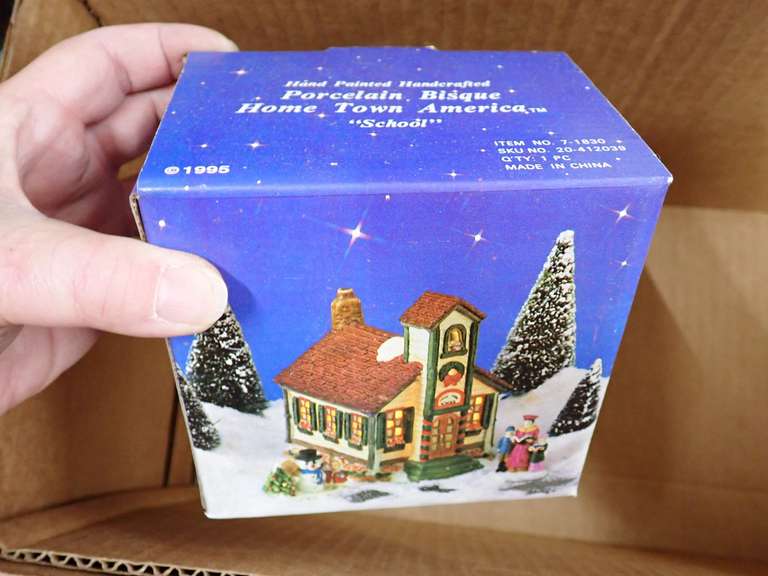 Hand Painted Handcrafted
Porcelain Bisque
Home Town America™
"School"
ITEM NO. 7-1830
SKU NO. 20-412039
Q'TY: 1 PC
MADE IN CHINA
© 1995